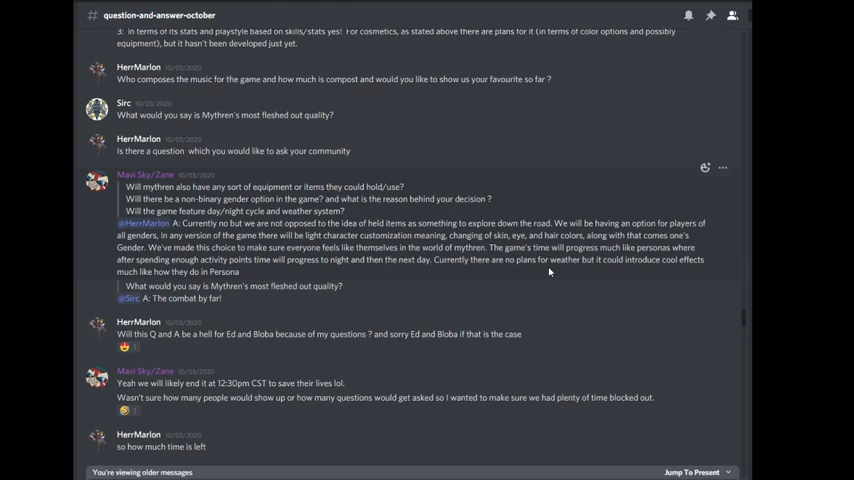 # question-and-answer-october
3: In terms of its stats and playstyle based on skills/stats yes! For cosmetics, as stated above there are plans for it (in terms of color options and possibly
equipment), but it hasn't been developed just yet.
HerrMarlon 10/03/2020
Who composes the music for the game and how much is compost and would you like to show us your favourite so far ?
Sirc 10/03/2020
What would you say is Mythren's most fleshed out quality?
HerrMarlon 10/03/2020
Is there a question which you would like to ask your community
Mavi Sky/Zane 10/03/2020
Will mythren also have any sort of equipment or items they could hold/use?
Will there be a non-binary gender option in the game? and what is the reason behind your decision ?
Will the game feature day/night cycle and weather system?
@HerrMarlon A: Currently no but we are not opposed to the idea of held items as something to explore down the road. We will be having an option for players of
all genders, in any version of the game there will be light character customization meaning, changing of skin, eye, and hair colors, along with that comes one's
Gender. We've made this choice to make sure everyone feels like themselves in the world of mythren. The game's time will progress much like personas where
after spending enough activity points time will progress to night and then the next day. Currently there are no plans for weather but it could introduce cool effects
much like how they do in Persona
What would you say is Mythren's most fleshed out quality?
@Sirc A: The combat by far!
HerrMarlon 10/03/2020
Will this Q and A be a hell for Ed and Bloba because of my questions ? and sorry Ed and Bloba if that is the case
1
Mavi Sky/Zane 10/03/2020
Yeah we will likely end it at 12:30pm CST to save their lives lol.
Wasn't sure how many people would show up or how many questions would get asked so I wanted to make sure we had plenty of time blocked out.
1
HerrMarlon 10/03/2020
so how much time is left
You're viewing older messages Jump To Present